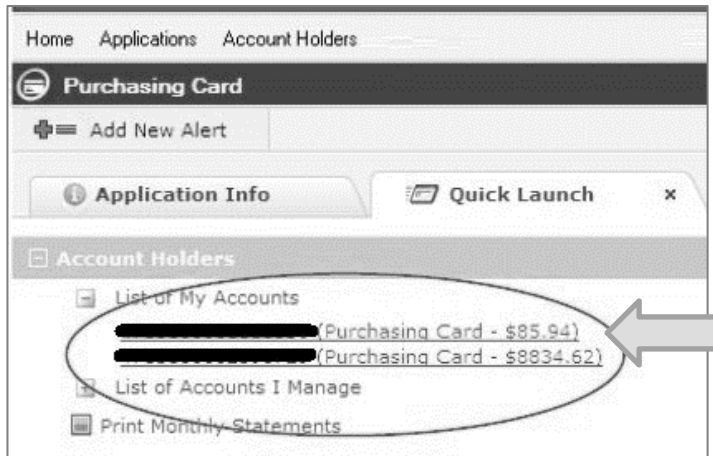 Home Applications Account Holders
Purchasing Card
Add New Alert
Application Info Quick Launch x
Account Holders
List of My Accounts
(Purchasing Card - $85.94)
(Purchasing Card - $8834.62)
List of Accounts I Manage
Print Monthly Statements